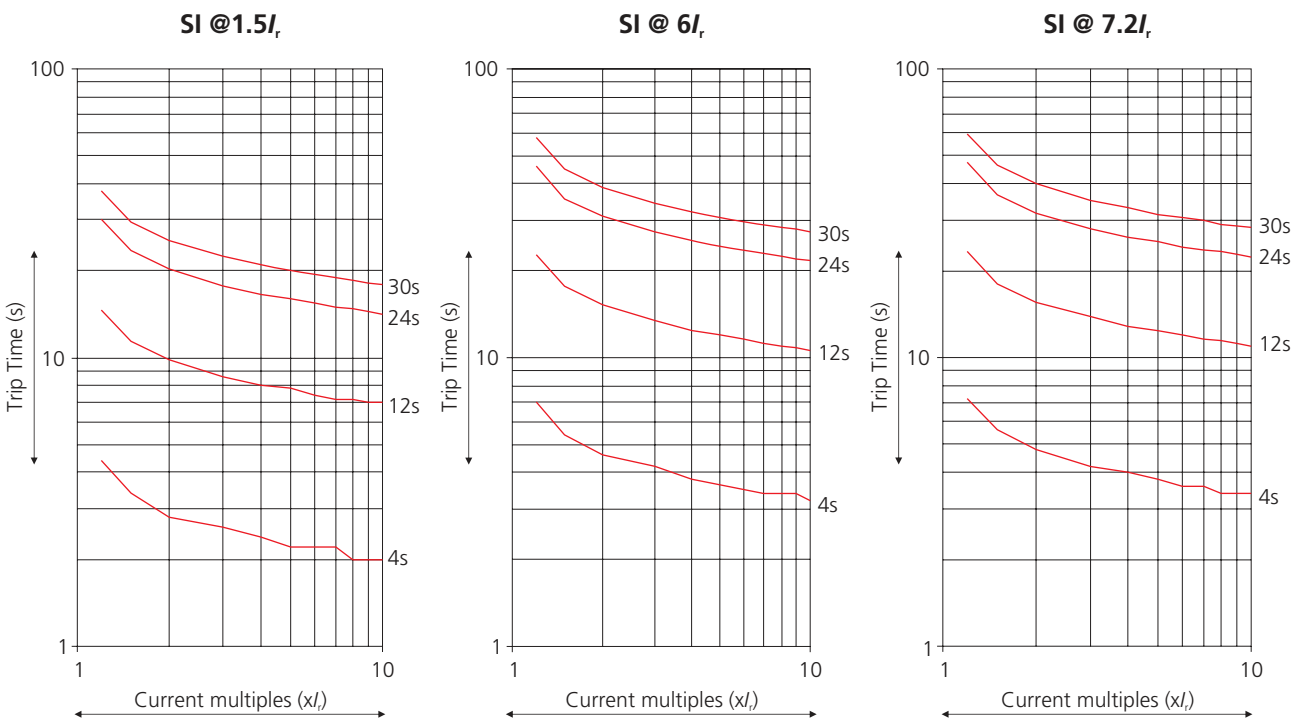 SI @1.5Ir
100
10
1
Trip Time (s)
30s
24s
12s
4s
1
10
Current multiples (xIr)
SI @ 6Ir
100
10
1
Trip Time (s)
30s
24s
12s
4s
1
10
Current multiples (xIr)
SI @ 7.2Ir
100
10
1
Trip Time (s)
30s
24s
12s
4s
1
10
Current multiples (xIr)